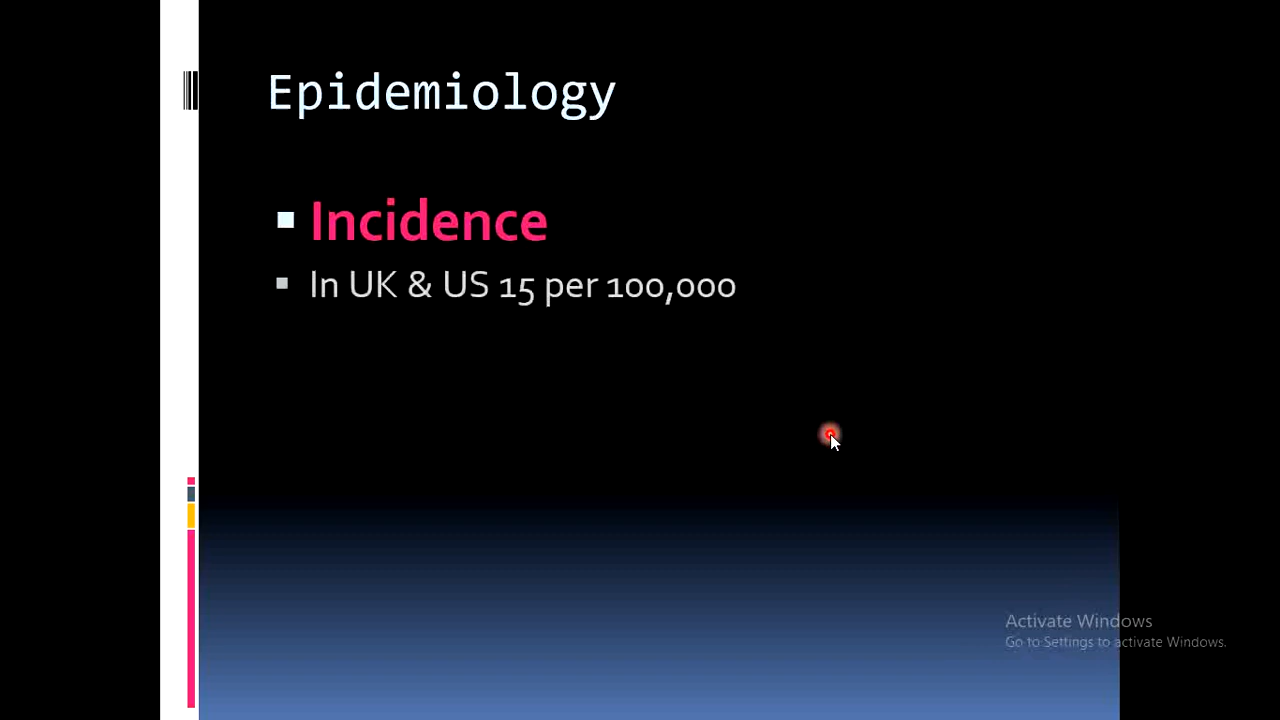 Epidemiology
Incidence
In UK & US 15 per 100,000
Activate Windows
Go to Settings to activate Windows.